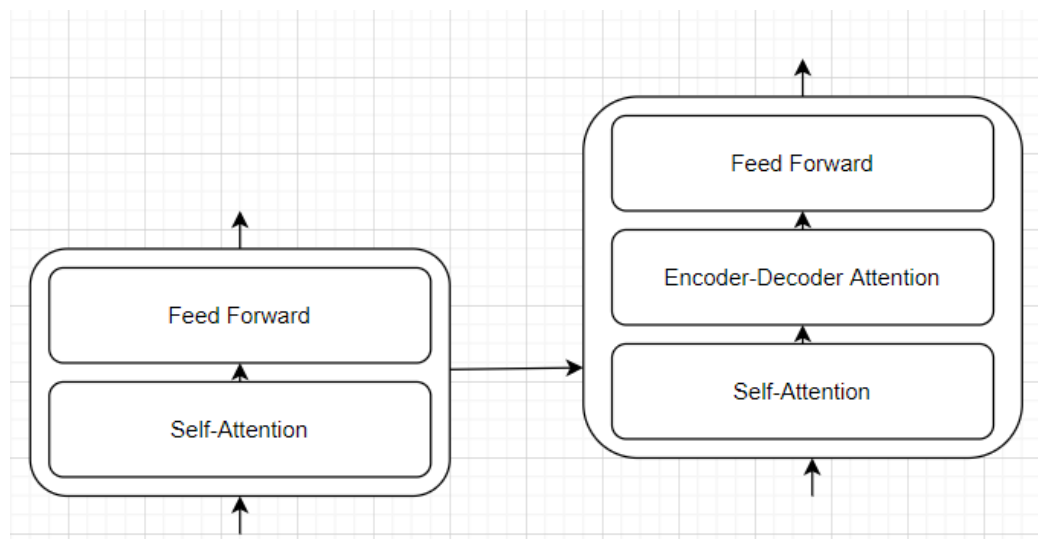 Feed Forward
Self-Attention
Feed Forward
Encoder-Decoder Attention
Self-Attention